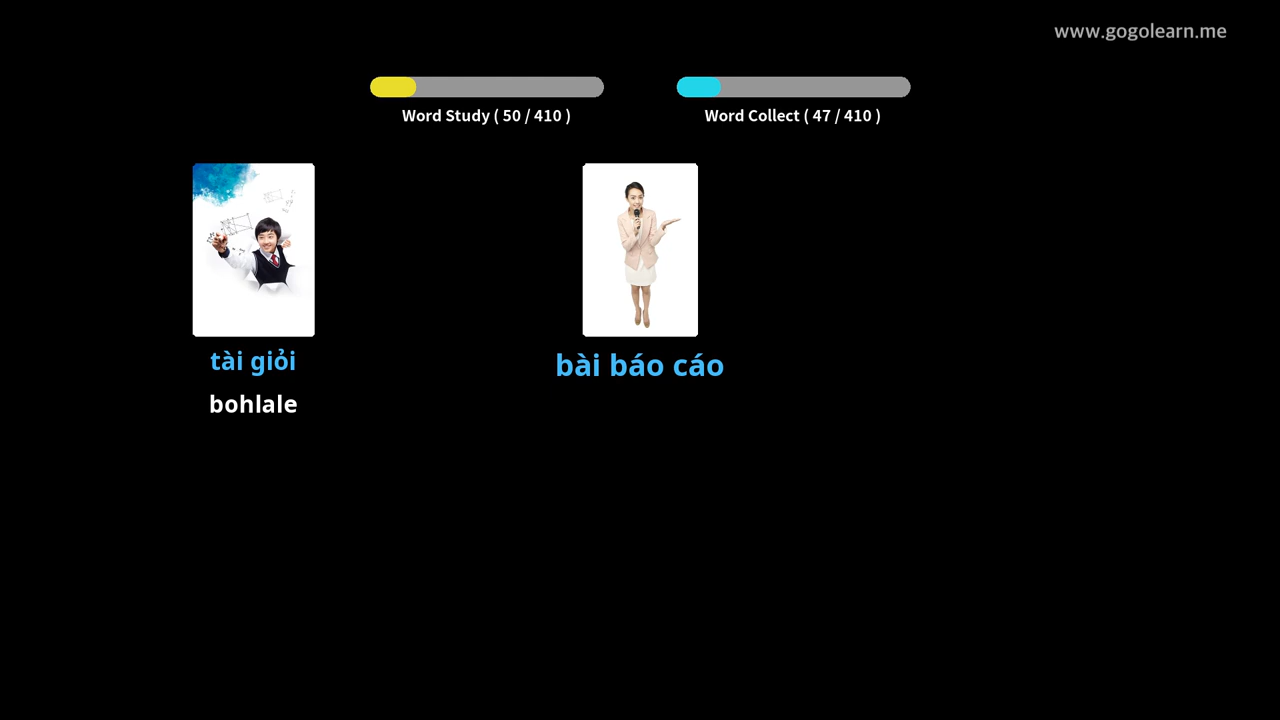 www.gogolearn.me
Word Study ( 50 / 410 )
Word Collect ( 47 / 410 )
tài giỏi
bohlale
bài báo cáo